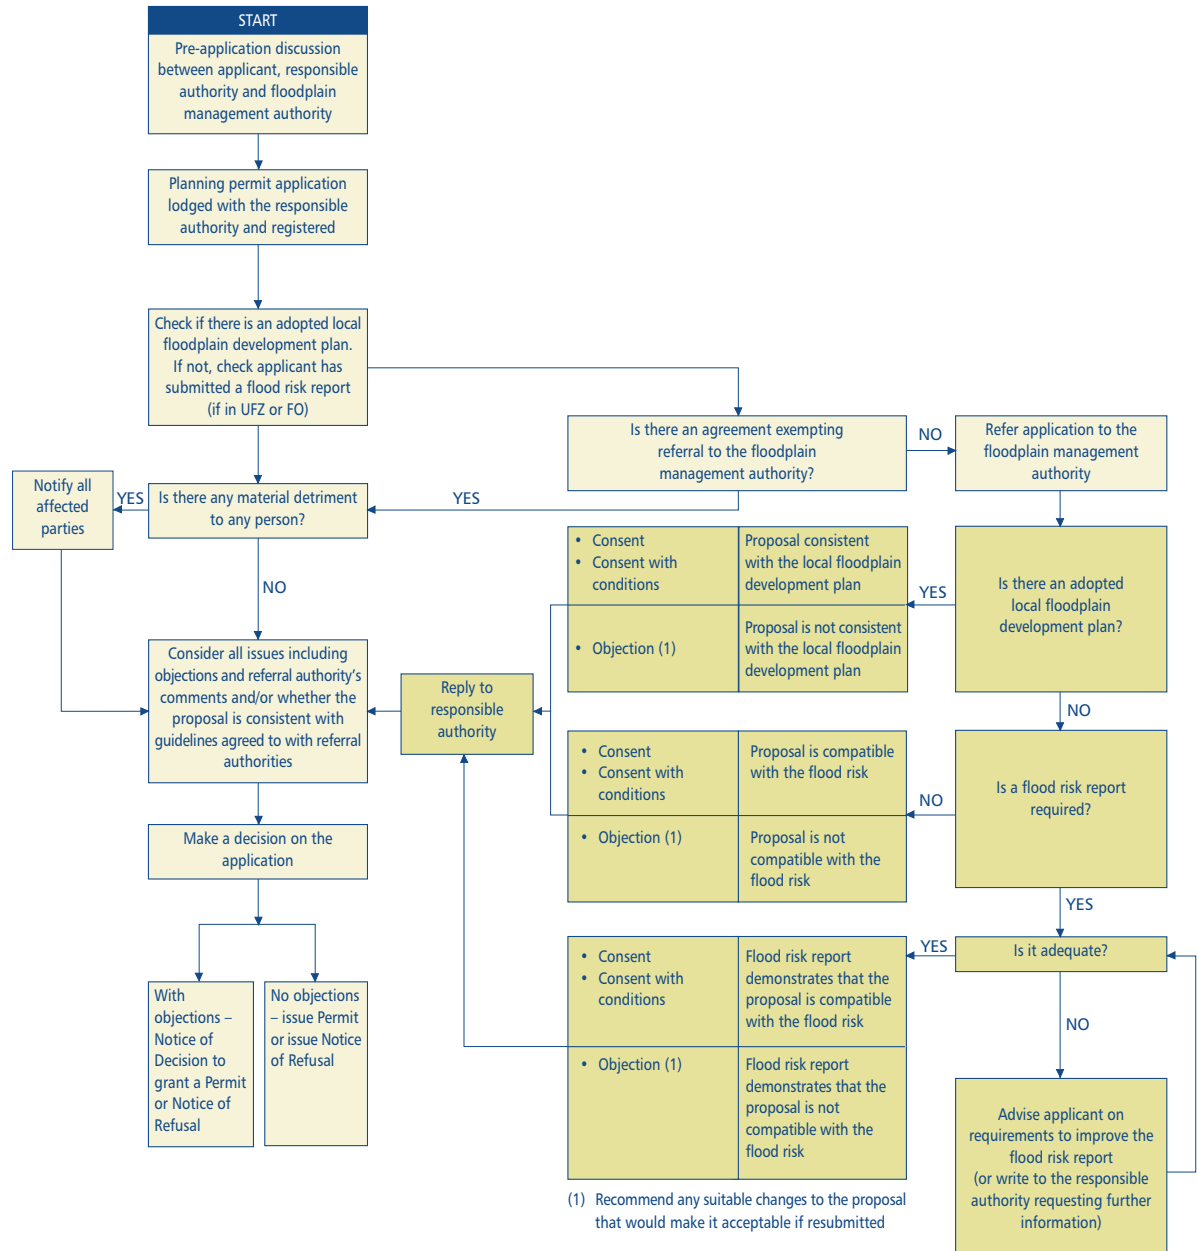 START
Pre-application discussion
between applicant, responsible
authority and floodplain
management authority
Planning permit application
lodged with the responsible
authority and registered
Check if there is an adopted local
floodplain development plan.
If not, check applicant has
submitted a flood risk report
(if in UFZ or FO)
Is there an agreement exempting
referral to the floodplain
management authority?
NO
Refer application to the
floodplain management
authority
Notify all
affected
parties
YES
Is there any material detriment
to any person?
YES
NO
• Consent
• Consent with
conditions
Proposal consistent
with the local floodplain
development plan
• Objection (1)
Proposal is not consistent
with the local floodplain
development plan
YES
Is there an adopted
local floodplain
development plan?
NO
Consider all issues including
objections and referral authority's
comments and/or whether the
proposal is consistent with
guidelines agreed to with referral
authorities
Reply to
responsible
authority
• Consent
• Consent with
conditions
Proposal is compatible
with the flood risk
• Objection (1)
Proposal is not
compatible with the
flood risk
NO
Is a flood risk report
required?
YES
Make a decision on the
application
With
objections –
Notice of
Decision to
grant a Permit
or Notice of
Refusal
No objections
– issue Permit
or issue Notice
of Refusal
• Consent
• Consent with
conditions
Flood risk report
demonstrates that the
proposal is compatible
with the flood risk
• Objection (1)
Flood risk report
demonstrates that the
proposal is not
compatible with the
flood risk
YES
Is it adequate?
NO
Advise applicant on
requirements to improve the
flood risk report
(or write to the responsible
authority requesting further
information)
(1) Recommend any suitable changes to the proposal
that would make it acceptable if resubmitted